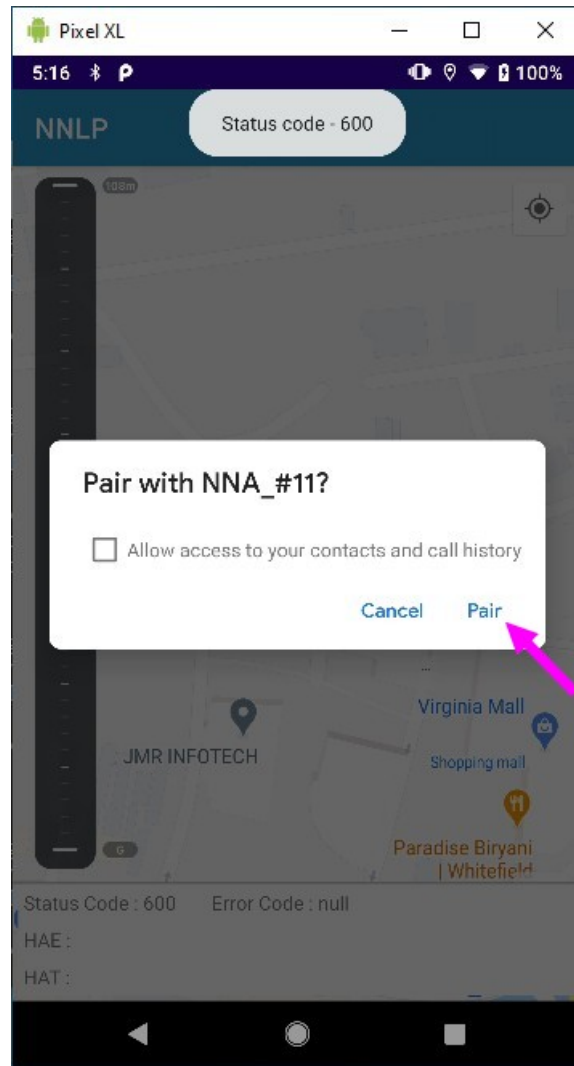 Pixel XL
5:16 100%
NNLP
Status code - 600
108m
Pair with NNA_#11?
Allow access to your contacts and call history
Cancel Pair
...
Virginia Mall
JMR INFOTECH
Shopping mall
Paradise Biryani
| Whitefield
G
Status Code : 600 Error Code : null
HAE :
HAT :